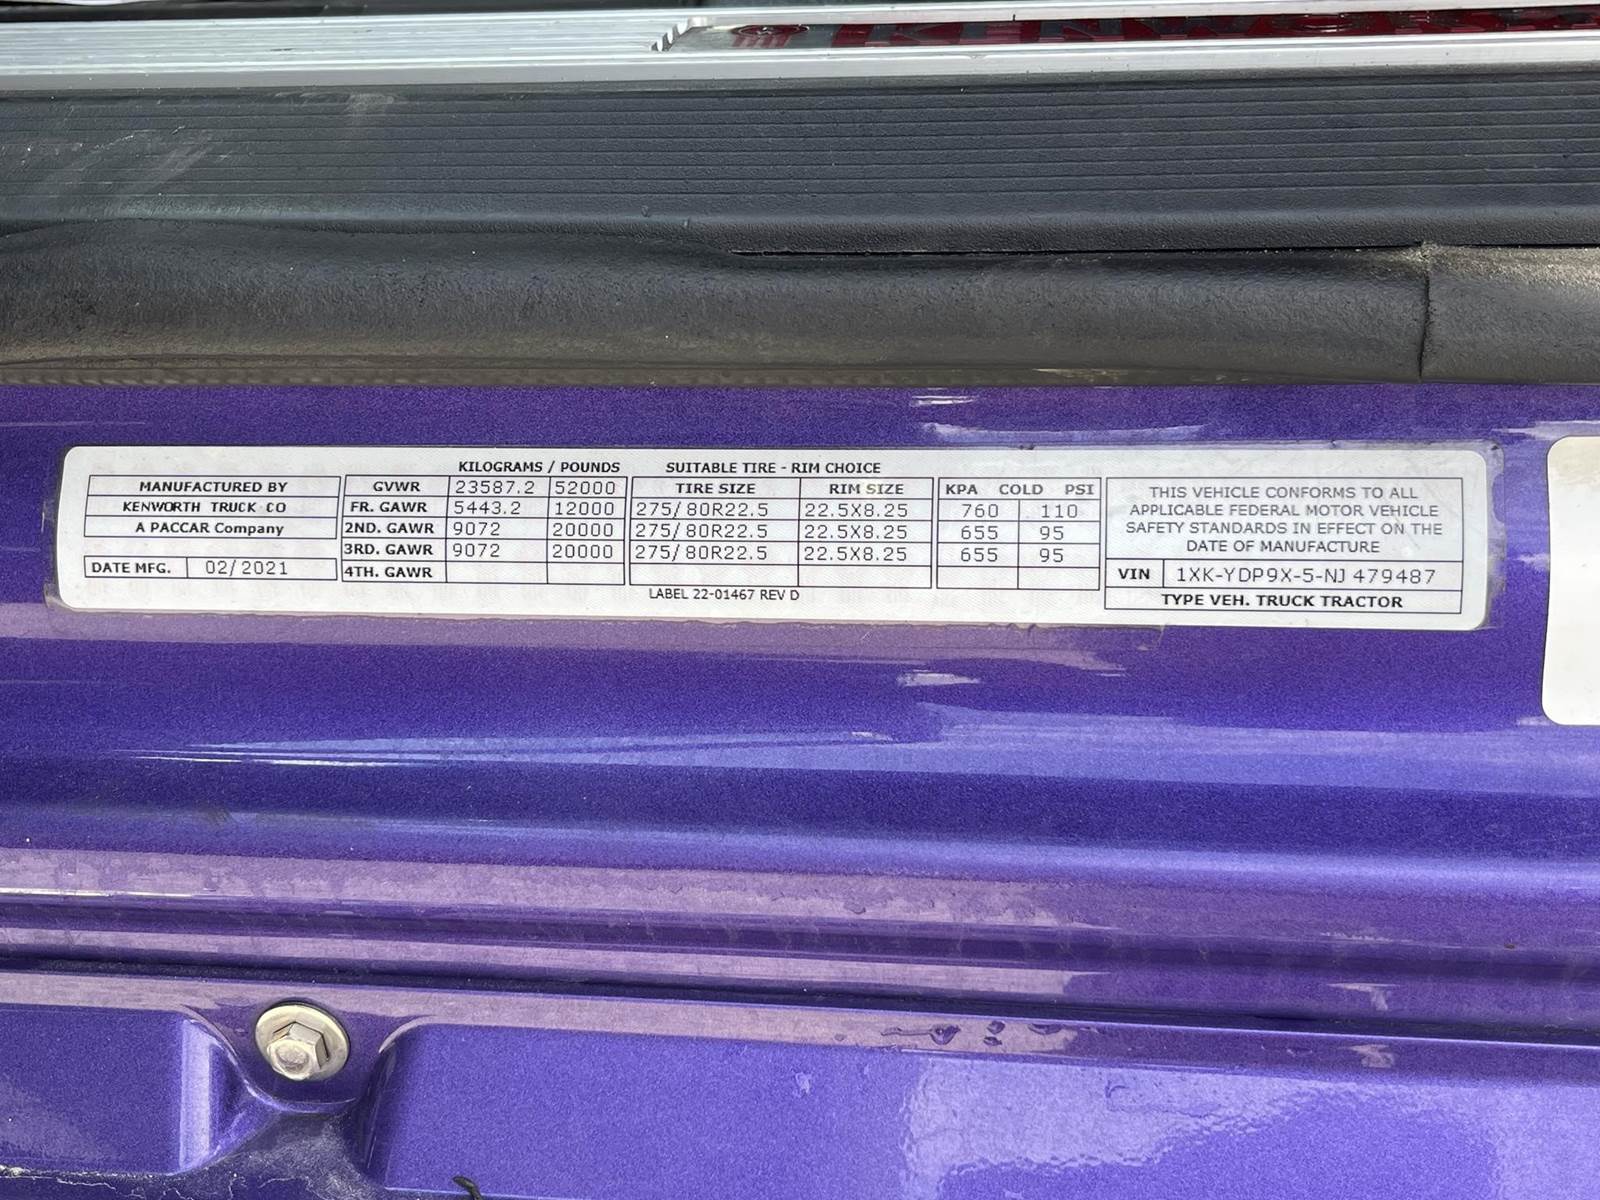 KENWORTH
KILOGRAMS / POUNDS SUITABLE TIRE - RIM CHOICE
MANUFACTURED BY
KENWORTH TRUCK CO
A PACCAR Company
DATE MFG. 02/2021
GVWR 23587.2 52000 TIRE SIZE RIM SIZE KPA COLD PSI
FR. GAWR 5443.2 12000 275/80R22.5 22.5X8.25 760 110
2ND. GAWR 9072 20000 275/80R22.5 22.5X8.25 655 95
3RD. GAWR 9072 20000 275/80R22.5 22.5X8.25 655 95
4TH. GAWR
LABEL 22-01467 REV D
THIS VEHICLE CONFORMS TO ALL
APPLICABLE FEDERAL MOTOR VEHICLE
SAFETY STANDARDS IN EFFECT ON THE
DATE OF MANUFACTURE
VIN 1XK-YDP9X-5-NJ 479487
TYPE VEH. TRUCK TRACTOR